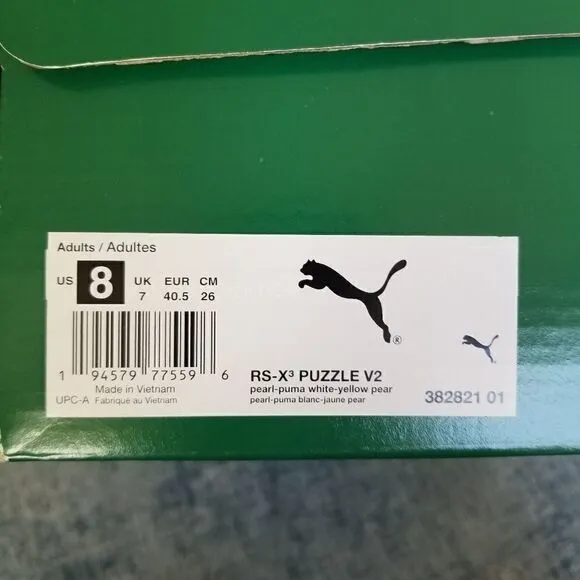 Adults / Adultes
US 8 UK 7 EUR 40.5 CM 26
1 94579 77559 6
Made in Vietnam
UPC-A Fabriqué au Vietnam
®
RS-X³ PUZZLE V2
pearl-puma white-yellow pear
pearl-puma blanc-jaune pear
382821 01